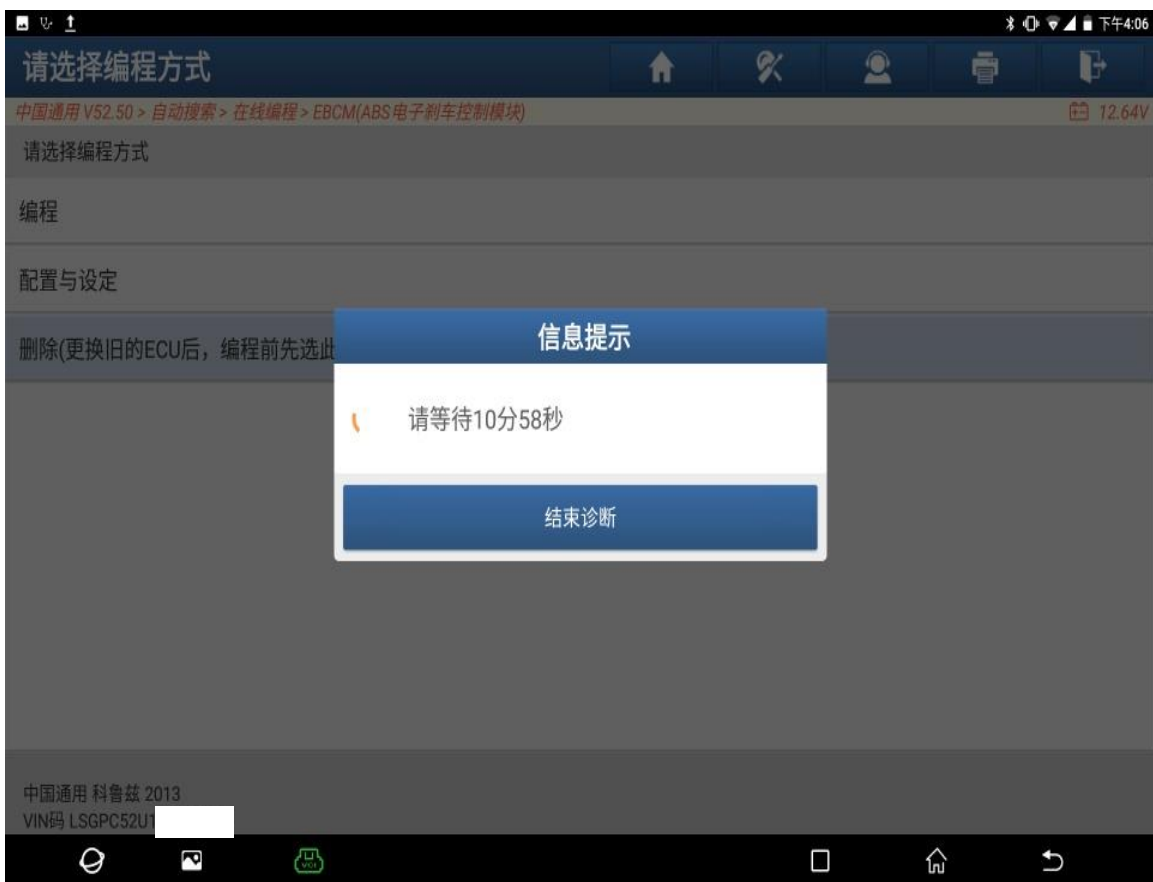 下午4:06
请选择编程方式
中国通用 V52.50 > 自动搜索 > 在线编程 > EBCM(ABS电子刹车控制模块)
12.64V
请选择编程方式
编程
配置与设定
删除(更换旧的ECU后，编程前先选此
信息提示
请等待10分58秒
结束诊断
中国通用 科鲁兹 2013
VIN码 LSGPC52U1
VCI